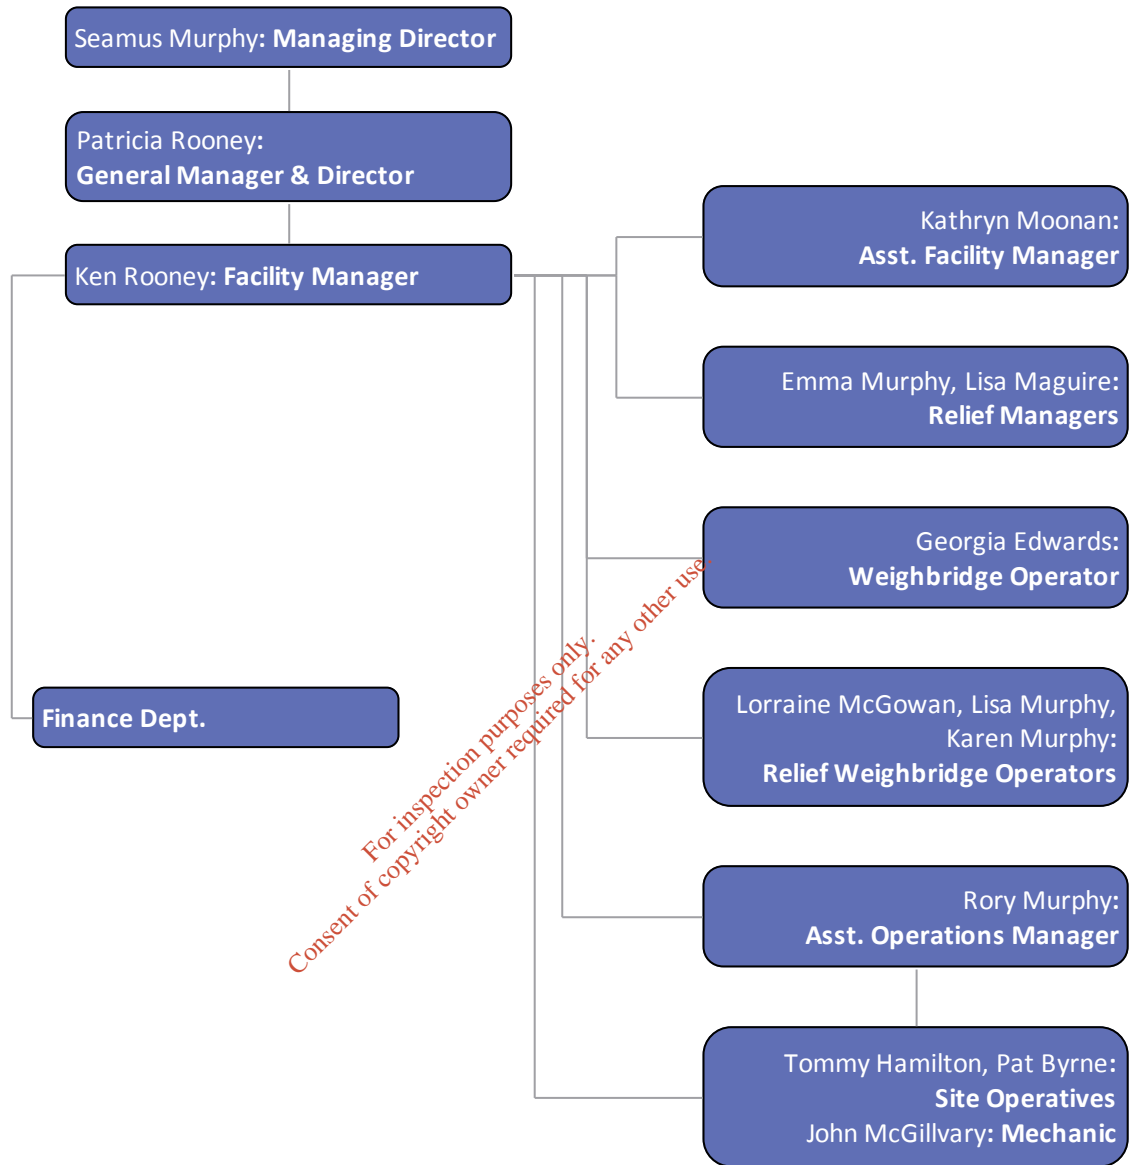 Seamus Murphy: Managing Director
Patricia Rooney:
General Manager & Director
Ken Rooney: Facility Manager
Kathryn Moonan:
Asst. Facility Manager
Emma Murphy, Lisa Maguire:
Relief Managers
Georgia Edwards:
Weighbridge Operator
Finance Dept.
Lorraine McGowan, Lisa Murphy,
Karen Murphy:
Relief Weighbridge Operators
Rory Murphy:
Asst. Operations Manager
Tommy Hamilton, Pat Byrne:
Site Operatives
John McGillvary: Mechanic
For inspection purposes only.
Consent of copyright owner required for any other use.